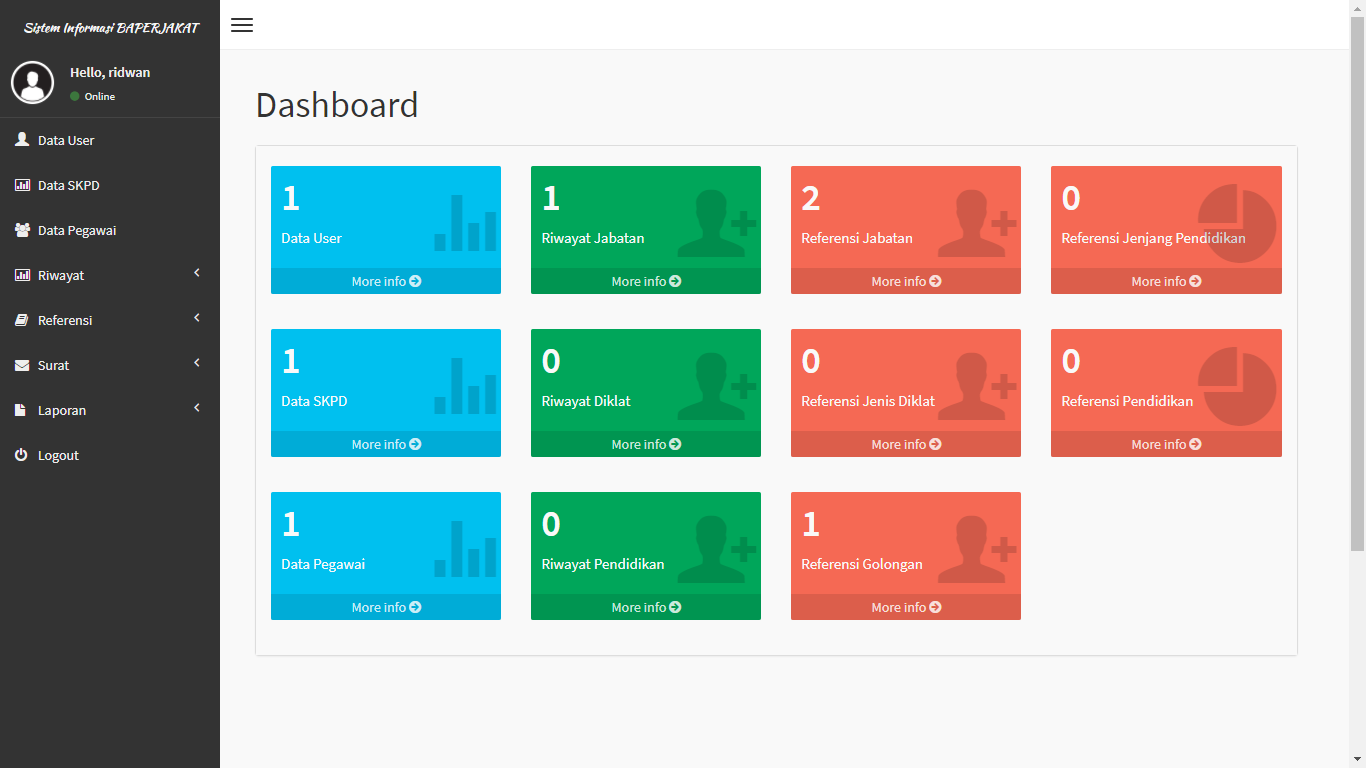 Sistem Informasi BAPERJAKAT
Hello, ridwan
Online
Data User
Data SKPD
Data Pegawai
Riwayat
Referensi
Surat
Laporan
Logout
Dashboard
1
Data User
More info
1
Riwayat Jabatan
More info
2
Referensi Jabatan
More info
0
Referensi Jenjang Pendidikan
More info
1
Data SKPD
More info
0
Riwayat Diklat
More info
0
Referensi Jenis Diklat
More info
0
Referensi Pendidikan
More info
1
Data Pegawai
More info
0
Riwayat Pendidikan
More info
1
Referensi Golongan
More info